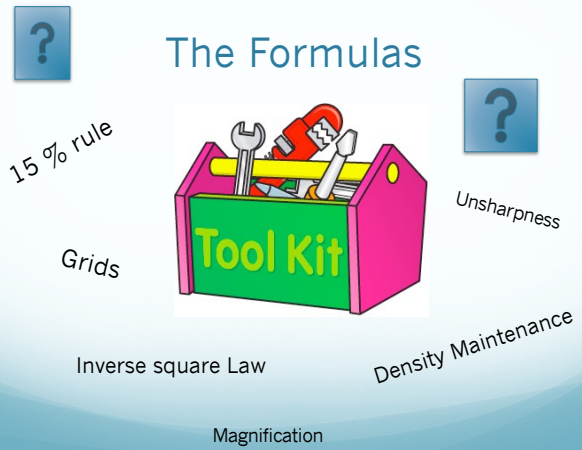 ?
The Formulas
?
15 % rule
Unsharpness
Tool Kit
Grids
Density Maintenance
Inverse square Law
Magnification